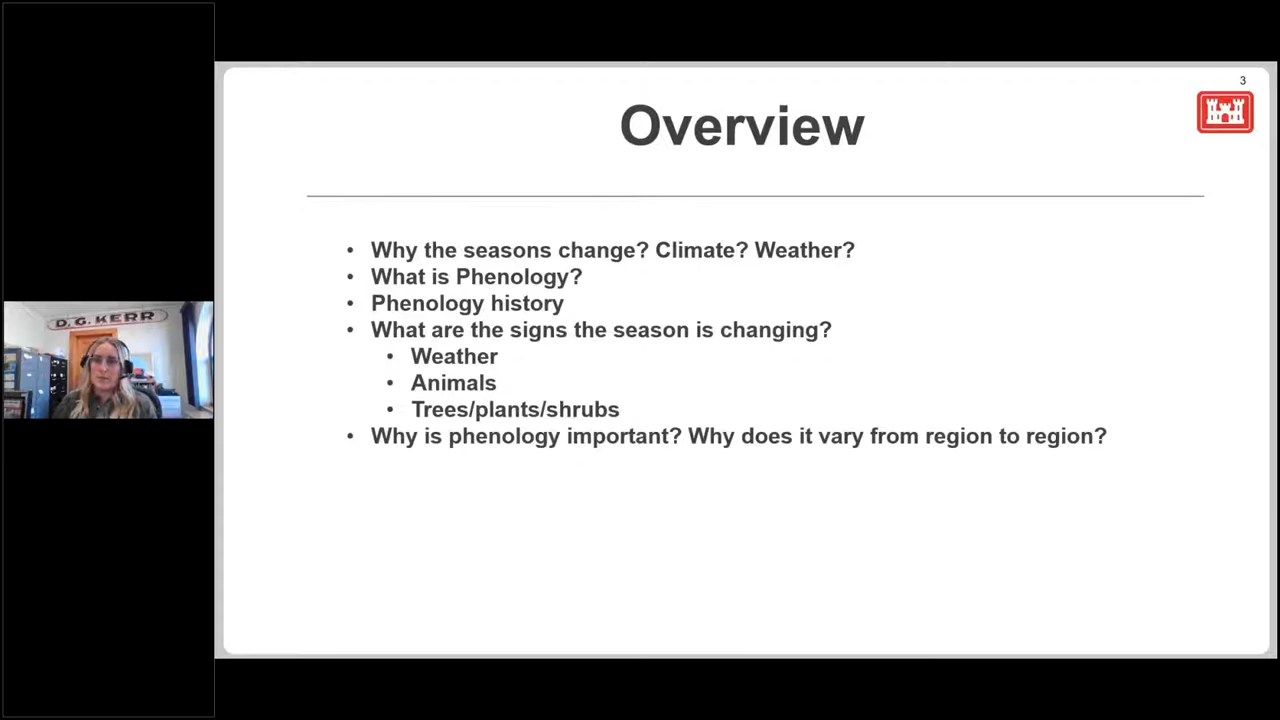 3
Overview
D. G. KERR
• Why the seasons change? Climate? Weather?
• What is Phenology?
• Phenology history
• What are the signs the season is changing?
• Weather
• Animals
• Trees/plants/shrubs
• Why is phenology important? Why does it vary from region to region?